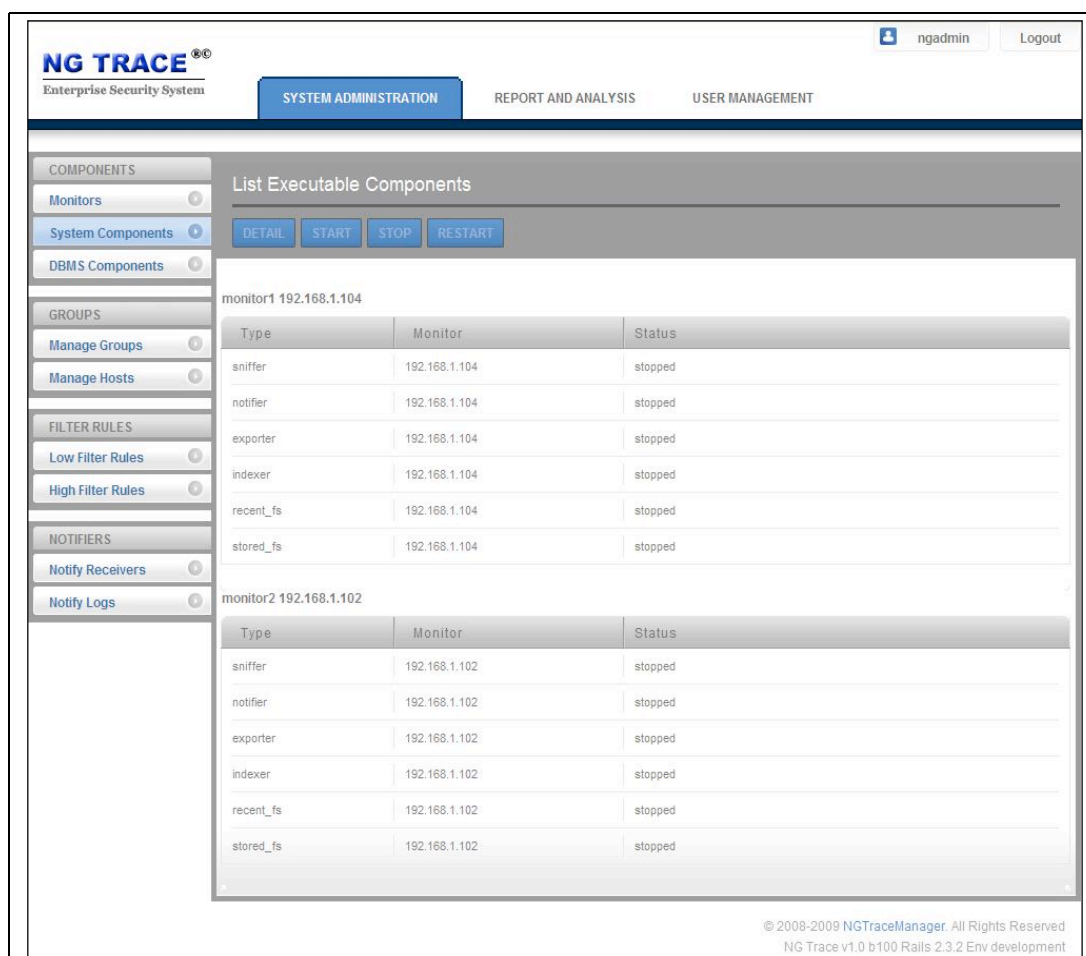 ngadmin Logout
NG TRACE ®©
Enterprise Security System
SYSTEM ADMINISTRATION REPORT AND ANALYSIS USER MANAGEMENT
COMPONENTS
Monitors
System Components
DBMS Components
GROUPS
Manage Groups
Manage Hosts
FILTER RULES
Low Filter Rules
High Filter Rules
NOTIFIERS
Notify Receivers
Notify Logs
List Executable Components
DETAIL START STOP RESTART
monitor1 192.168.1.104
Type Monitor Status
sniffer 192.168.1.104 stopped
notifier 192.168.1.104 stopped
exporter 192.168.1.104 stopped
indexer 192.168.1.104 stopped
recent_fs 192.168.1.104 stopped
stored_fs 192.168.1.104 stopped
monitor2 192.168.1.102
Type Monitor Status
sniffer 192.168.1.102 stopped
notifier 192.168.1.102 stopped
exporter 192.168.1.102 stopped
indexer 192.168.1.102 stopped
recent_fs 192.168.1.102 stopped
stored_fs 192.168.1.102 stopped
© 2008-2009 NGTraceManager. All Rights Reserved
NG Trace v1.0 b100 Rails 2.3.2 Env development